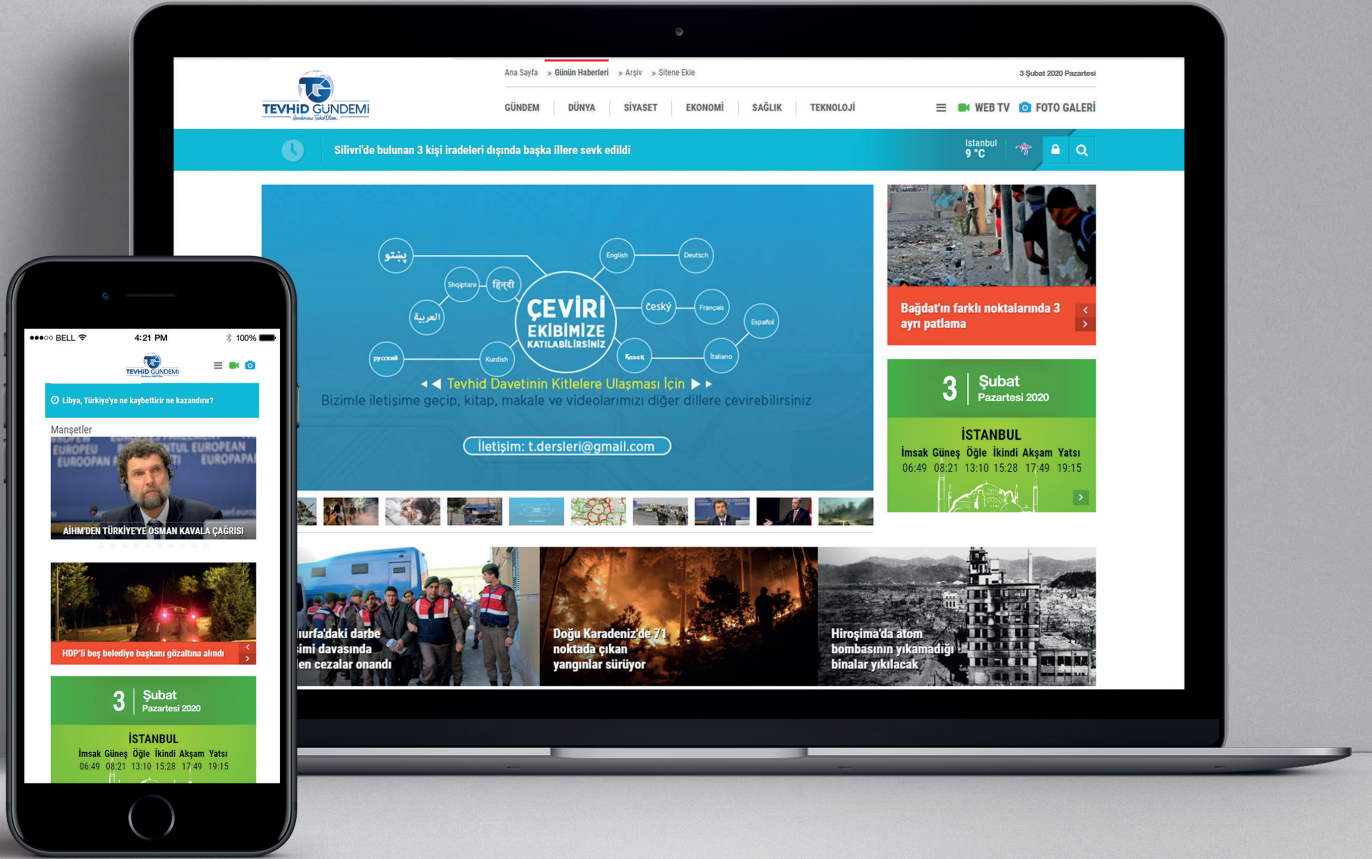 TG
TEVHİD GÜNDEMİ
Ana Sayfa » Günün Haberleri » Arşiv » Sitene Ekle
3 Şubat 2020 Pazartesi
GÜNDEM DÜNYA SİYASET EKONOMİ SAĞLIK TEKNOLOJİ
WEB TV FOTO GALERİ
Silivri'de bulunan 3 kişi iradeleri dışında başka illere sevk edildi
Istanbul
9 °C
پښتو
English
Deutsch
Shqiptare
हिन्दी
العربية
русский
Kurdish
ÇEVİRİ
EKİBİMİZE
KATILABİLİRSİNİZ
český
Français
Español
Қазақ
Italiano
Tevhid Davetinin Kitlelere Ulaşması İçin
Bizimle iletişime geçip, kitap, makale ve videolarımızı diğer dillere çevirebilirsiniz
İletişim: t.dersleri@gmail.com
Bağdat'ın farklı noktalarında 3
ayrı patlama
3 Şubat
Pazartesi 2020
İSTANBUL
İmsak Güneş Öğle İkindi Akşam Yatsı
06:49 08:21 13:10 15:28 17:49 19:15
urfa'daki darbe
imi davasında
en cezalar onandı
Doğu Karadeniz'de 71
noktada çıkan
yangınlar sürüyor
Hiroşima'da atom
bombasının yıkamadığı
binalar yıkılacak
BELL
4:21 PM
100%
TEVHİD GÜNDEMİ
Libya, Türkiye'ye ne kaybettirir ne kazandırır?
Manşetler
AİHM'DEN TÜRKİYE'YE OSMAN KAVALA ÇAĞRISI
HDP'li beş belediye başkanı gözaltına alındı
3 Şubat
Pazartesi 2020
İSTANBUL
İmsak Güneş Öğle İkindi Akşam Yatsı
06:49 08:21 13:10 15:28 17:49 19:15